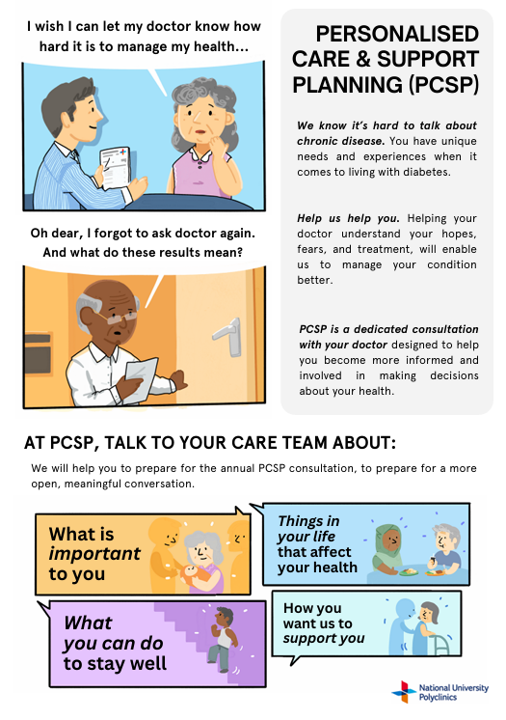 I wish I can let my doctor know how
hard it is to manage my health...
Oh dear, I forgot to ask doctor again.
And what do these results mean?
PERSONALISED
CARE & SUPPORT
PLANNING (PCSP)
We know it's hard to talk about
chronic disease. You have unique
needs and experiences when it
comes to living with diabetes.
Help us help you. Helping your
doctor understand your hopes,
fears, and treatment, will enable
us to manage your condition
better.
PCSP is a dedicated consultation
with your doctor designed to help
you become more informed and
involved in making decisions
about your health.
AT PCSP, TALK TO YOUR CARE TEAM ABOUT:
We will help you to prepare for the annual PCSP consultation, to prepare for a more
open, meaningful conversation.
What is
important
to you
Things in
your life
that affect
your health
What
you can do
to stay well
How you
want us to
support you
National University
Polyclinics